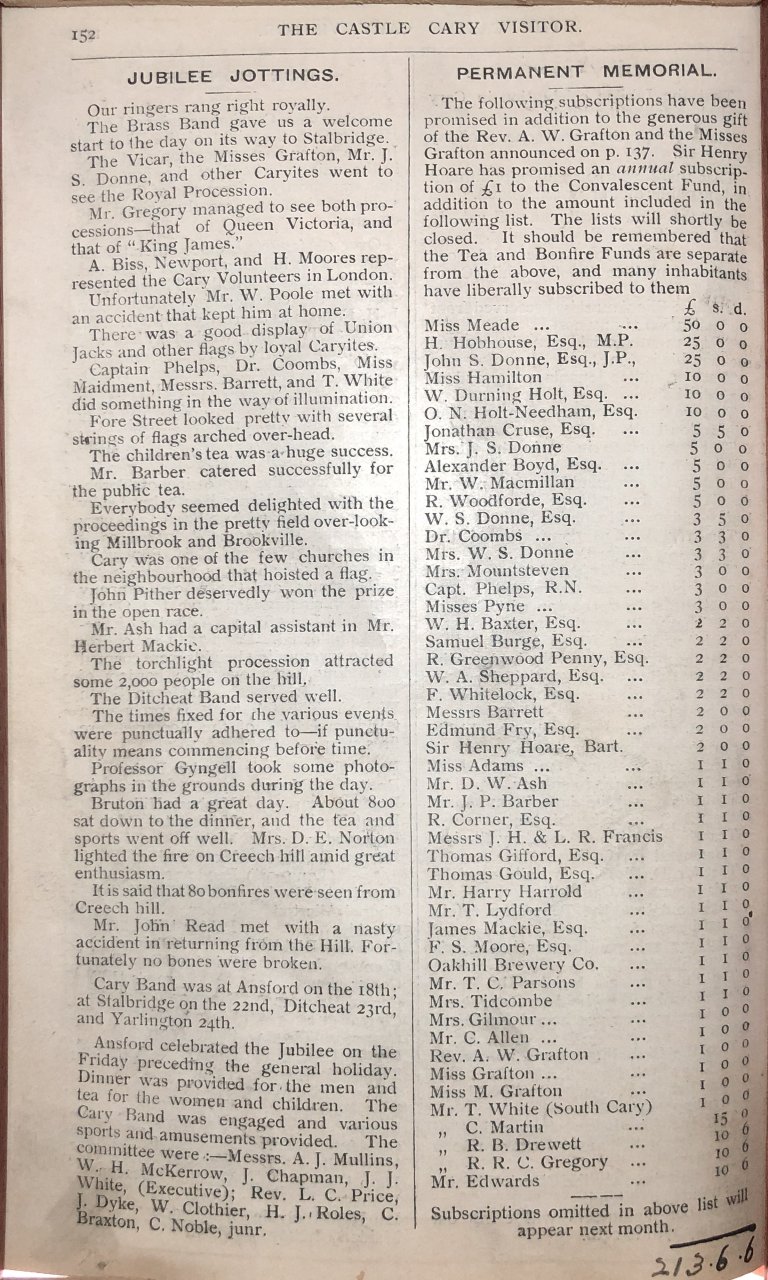 152
THE CASTLE CARY VISITOR.
JUBILEE JOTTINGS.
Our ringers rang right royally.
The Brass Band gave us a welcome
start to the day on its way to Stalbridge.
The Vicar, the Misses Grafton, Mr. J.
S. Donne, and other Caryites went to
see the Royal Procession.
Mr. Gregory managed to see both pro-
cessions—that of Queen Victoria, and
that of "King James."
A. Biss, Newport, and H. Moores rep-
resented the Cary Volunteers in London.
Unfortunately Mr. W. Poole met with
an accident that kept him at home.
There was a good display of Union
Jacks and other flags by loyal Caryites.
Captain Phelps, Dr. Coombs, Miss
Maidment, Messrs. Barrett, and T. White
did something in the way of illumination.
Fore Street looked pretty with several
strings of flags arched over-head.
The children's tea was a huge success.
Mr. Barber catered successfully for
the public tea.
Everybody seemed delighted with the
proceedings in the pretty field over-look-
ing Millbrook and Brookville.
Cary was one of the few churches in
the neighbourhood that hoisted a flag.
John Pither deservedly won the prize
in the open race.
Mr. Ash had a capital assistant in Mr.
Herbert Mackie.
The torchlight procession attracted
some 2,000 people on the hill.
The Ditcheat Band served well.
The times fixed for the various events
were punctually adhered to—if punctu-
ality means commencing before time.
Professor Gyngell took some photo-
graphs in the grounds during the day.
Bruton had a great day. About 800
sat down to the dinner, and the tea and
sports went off well. Mrs. D. E. Norton
lighted the fire on Creech hill amid great
enthusiasm.
It is said that 80 bonfires were seen from
Creech hill.
Mr. John Read met with a nasty
accident in returning from the Hill. For-
tunately no bones were broken.
Cary Band was at Ansford on the 18th;
at Stalbridge on the 22nd, Ditcheat 23rd,
and Yarlington 24th.
Ansford celebrated the Jubilee on the
Friday preceding the general holiday.
Dinner was provided for the men and
tea for the women and children. The
Cary Band was engaged and various
sports and amusements provided. The
committee were :—Messrs. A. J. Mullins,
W. H. McKerrow, J. Chapman, J. J.
White, (Executive); Rev. L. C. Price,
J. Dyke, W. Clothier, H. J. Roles, C.
Braxton, C. Noble, junr.
PERMANENT MEMORIAL.
The following subscriptions have been
promised in addition to the generous gift
of the Rev. A. W. Grafton and the Misses
Grafton announced on p. 137. Sir Henry
Hoare has promised an annual subscrip-
tion of £1 to the Convalescent Fund, in
addition to the amount included in the
following list. The lists will shortly be
closed. It should be remembered that
the Tea and Bonfire Funds are separate
from the above, and many inhabitants
have liberally subscribed to them
£ s. d.
Miss Meade ... ... 50 0 0
H. Hobhouse, Esq., M.P. 25 0 0
John S. Donne, Esq., J.P., 25 0 0
Miss Hamilton ... 10 0 0
W. Durning Holt, Esq. ... 10 0 0
O. N. Holt-Needham, Esq. 10 0 0
Jonathan Cruse, Esq. ... 5 5 0
Mrs. J. S. Donne 5 0 0
Alexander Boyd, Esq. ... 5 0 0
Mr. W. Macmillan ... 5 0 0
R. Woodforde, Esq. ... 5 0 0
W. S. Donne, Esq. ... 3 5 0
Dr. Coombs ... ... 3 3 0
Mrs. W. S. Donne ... 3 3 0
Mrs. Mountsteven ... 3 0 0
Capt. Phelps, R.N. ... 3 0 0
Misses Pyne ... ... 3 0 0
W. H. Baxter, Esq. ... 2 2 0
Samuel Burge, Esq. ... 2 2 0
R. Greenwood Penny, Esq. 2 2 0
W. A. Sheppard, Esq. ... 2 2 0
F. Whitelock, Esq. ... 2 2 0
Messrs Barrett ... 2 0 0
Edmund Fry, Esq. ... 2 0 0
Sir Henry Hoare, Bart. 2 0 0
Miss Adams ... ... 1 1 0
Mr. D. W. Ash ... 1 1 0
Mr. J. P. Barber ... 1 1 0
R. Corner, Esq. ... 1 1 0
Messrs J. H. & L. R. Francis 1 1 0
Thomas Gifford, Esq. ... 1 1 0
Thomas Gould, Esq. ... 1 1 0
Mr. Harry Harrold ... 1 1 0
Mr. T. Lydford ... 1 1 0
James Mackie, Esq. ... 1 1 0
F. S. Moore, Esq. ... 1 1 0
Oakhill Brewery Co. ... 1 1 0
Mr. T. C. Parsons ... 1 1 0
Mrs. Tidcombe ... 1 1 0
Mrs. Gilmour ... ... 1 0 0
Mr. C. Allen ... ... 1 0 0
Rev. A. W. Grafton ... 1 0 0
Miss Grafton ... ... 1 0 0
Miss M. Grafton ... 1 0 0
Mr. T. White (South Cary) 1 0 0
„ C. Martin ... 15 0
„ R. B. Drewett ... 10 6
„ R. R. C. Gregory ... 10 6
Mr. Edwards ... 10 6
Subscriptions omitted in above list will
appear next month.
213.6.6